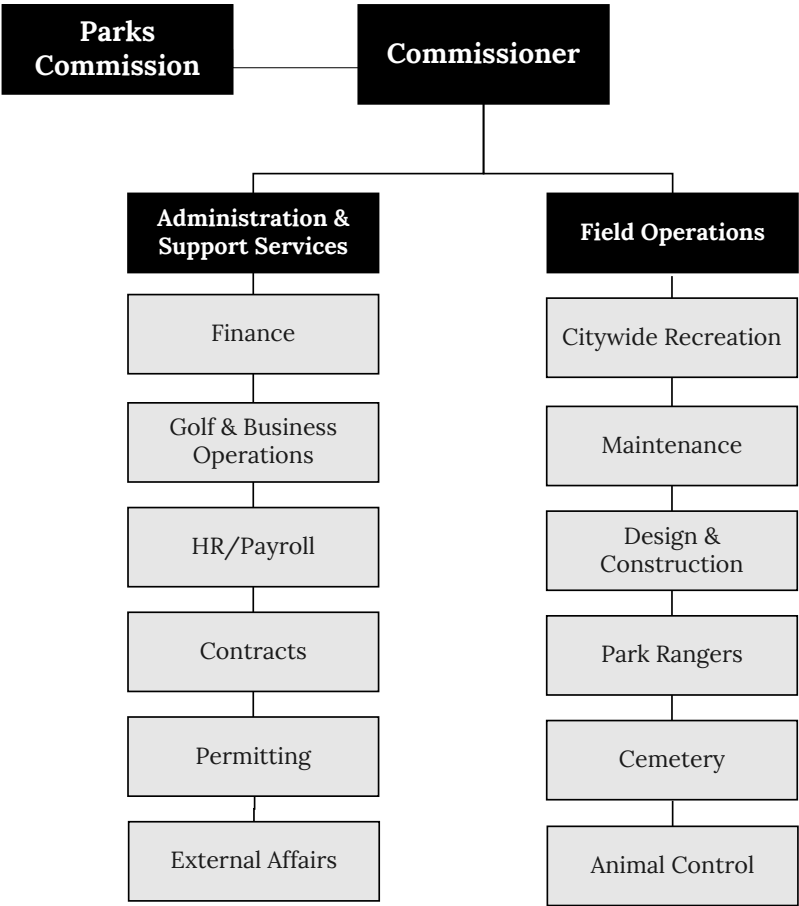 Parks
Commission
Commissioner
Administration &
Support Services
Finance
Golf & Business
Operations
HR/Payroll
Contracts
Permitting
External Affairs
Field Operations
Citywide Recreation
Maintenance
Design &
Construction
Park Rangers
Cemetery
Animal Control